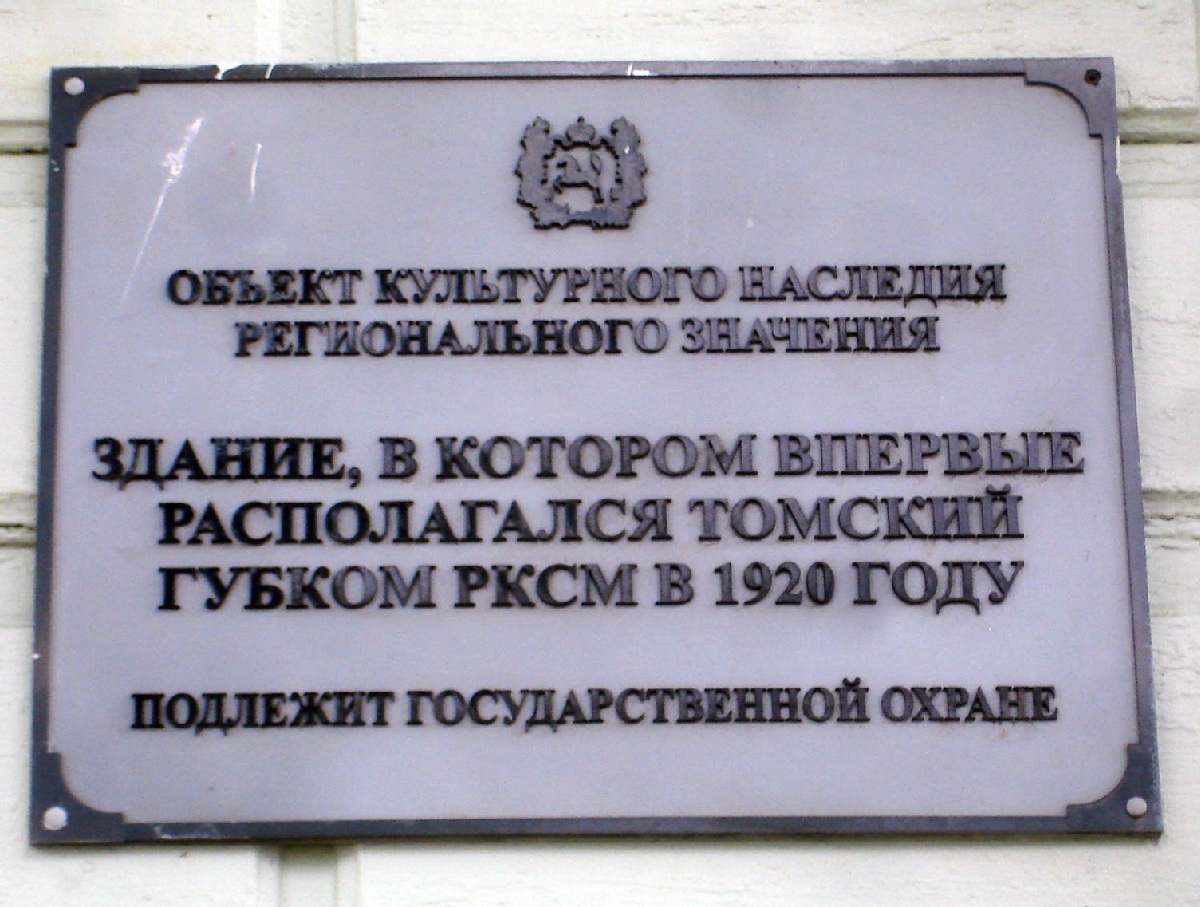 ОБЪЕКТ КУЛЬТУРНОГО НАСЛЕДИЯ
РЕГИОНАЛЬНОГО ЗНАЧЕНИЯ
ЗДАНИЕ, В КОТОРОМ ВПЕРВЫЕ
РАСПОЛАГАЛСЯ ТОМСКИЙ
ГУБКОМ РКСМ В 1920 ГОДУ
ПОДЛЕЖИТ ГОСУДАРСТВЕННОЙ ОХРАНЕ